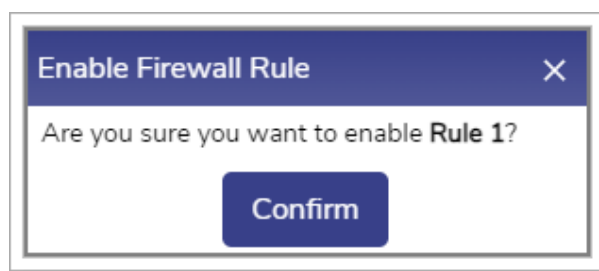 Enable Firewall Rule
Are you sure you want to enable Rule 1?
Confirm